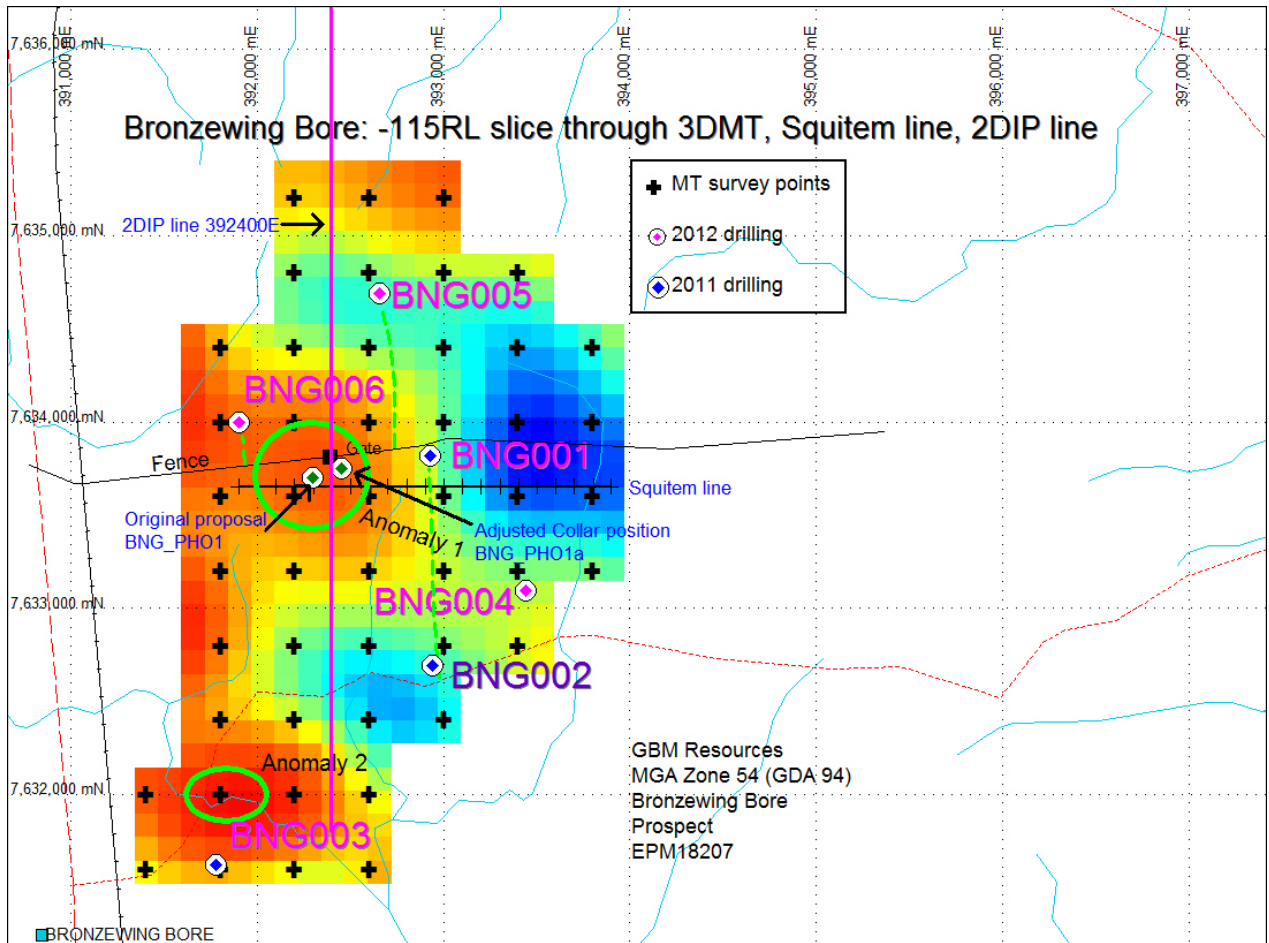 391,000 mE
392,000 mE
393,000 mE
394,000 mE
395,000 mE
396,000 mE
397,000 mE
7,636,000 mN
Bronzewing Bore: -115RL slice through 3DMT, Squitem line, 2DIP line
MT survey points
2012 drilling
2011 drilling
2DIP line 392400E
7,635,000 mN
BNG005
BNG006
7,634,000 mN
Gate
BNG001
Fence
Squitem line
Original proposal
BNG_PHO1
Anomaly 1
Adjusted Collar position
BNG_PHO1a
BNG004
7,633,000 mN
BNG002
Anomaly 2
7,632,000 mN
BNG003
GBM Resources
MGA Zone 54 (GDA 94)
Bronzewing Bore
Prospect
EPM18207
BRONZEWING BORE